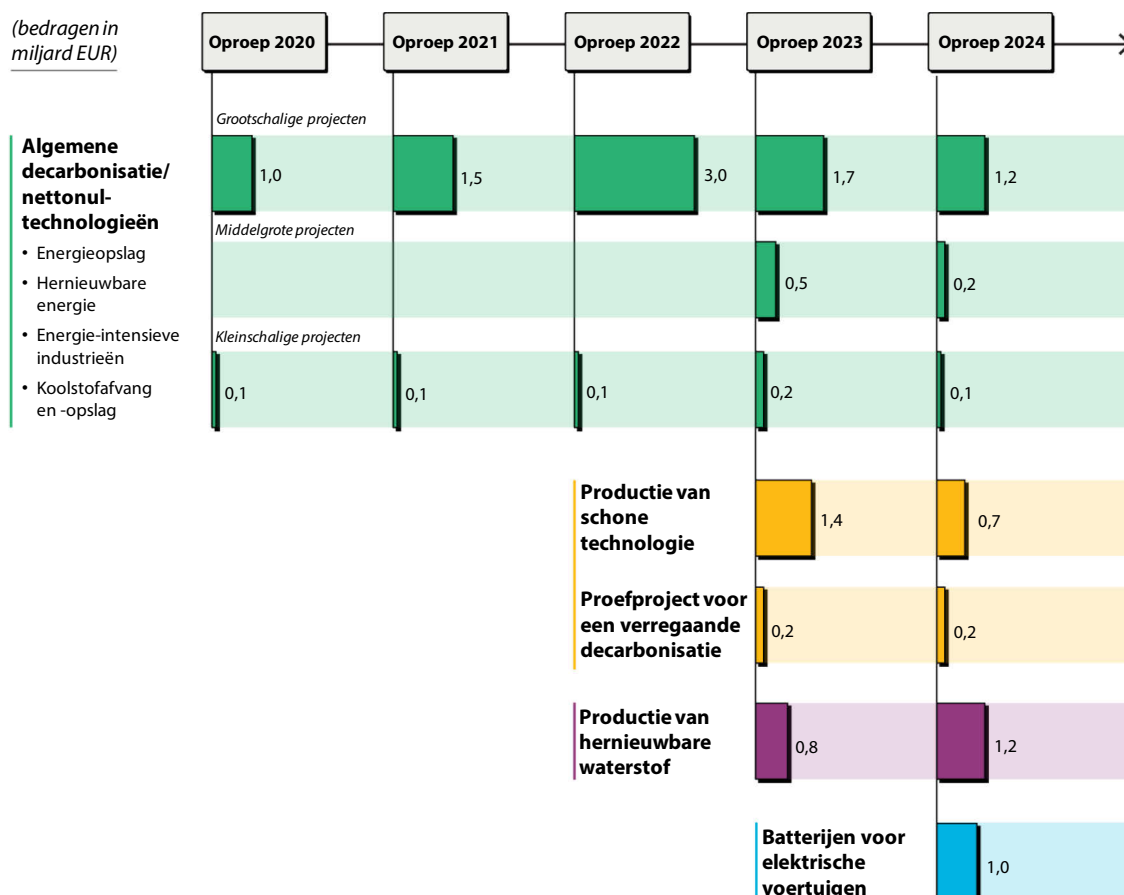 (bedragen in
miljard EUR)
Oproep 2020
Oproep 2021
Oproep 2022
Oproep 2023
Oproep 2024
Algemene
decarbonisatie/
nettonul-
technologieën
• Energieopslag
• Hernieuwbare
energie
• Energie-intensieve
industrieën
• Koolstofafvang
en -opslag
Grootschalige projecten
1,0
1,5
3,0
1,7
1,2
Middelgrote projecten
0,5
0,2
Kleinschalige projecten
0,1
0,1
0,1
0,2
0,1
Productie van
schone
technologie
1,4
0,7
Proefproject voor
een verregaande
decarbonisatie
0,2
0,2
Productie van
hernieuwbare
waterstof
0,8
1,2
Batterijen voor
elektrische
voertuigen
1,0